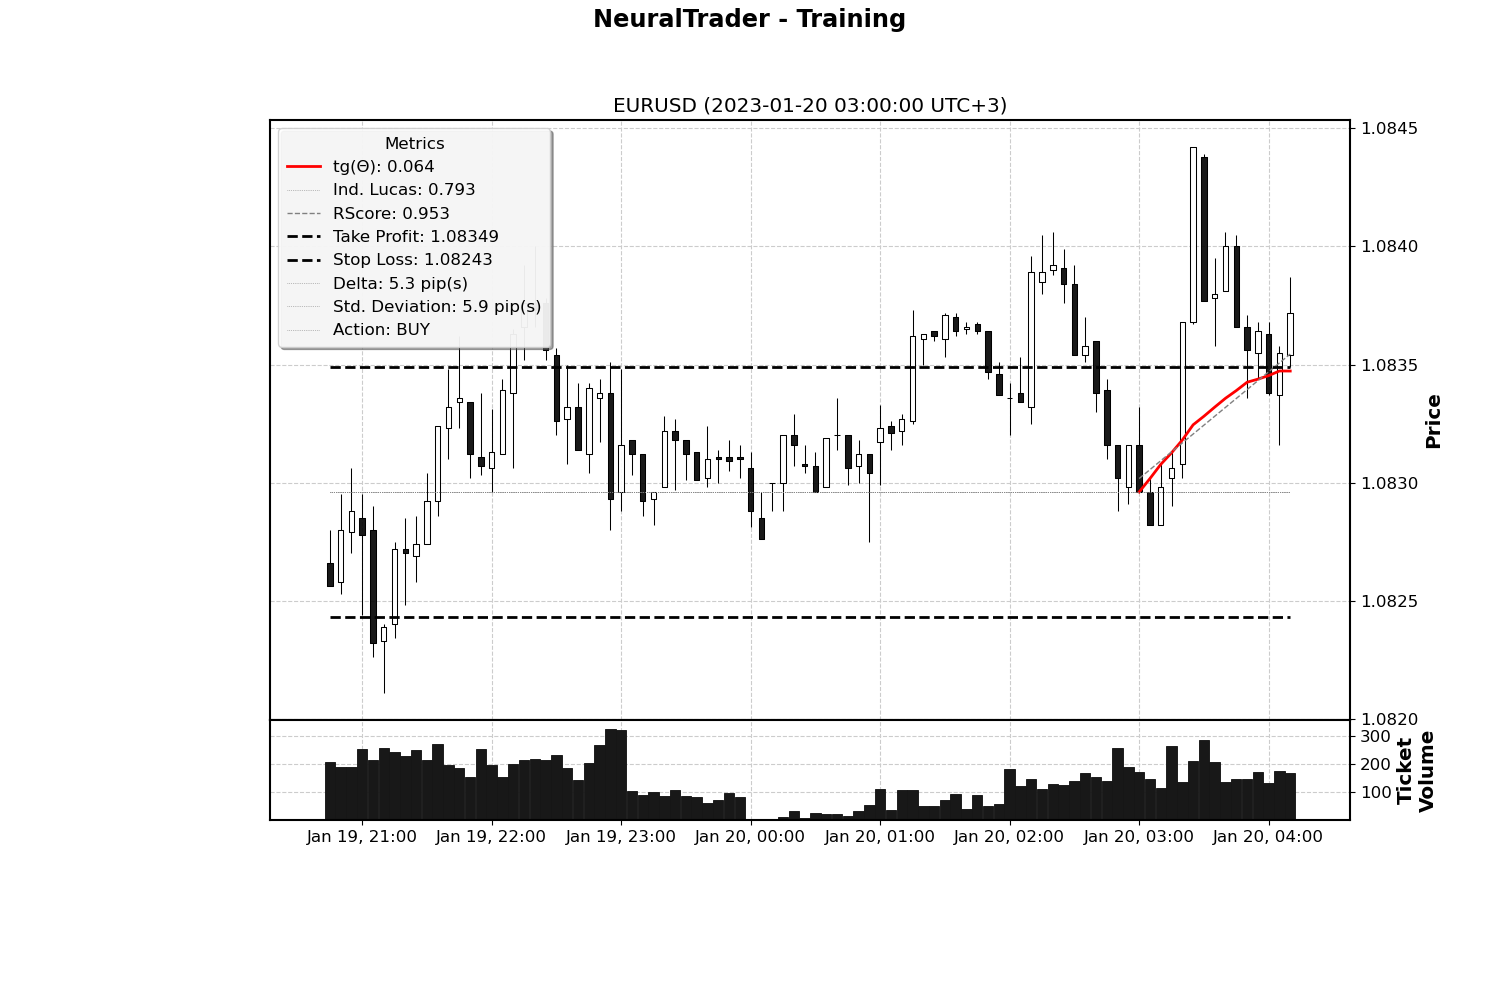 NeuralTrader - Training
EURUSD (2023-01-20 03:00:00 UTC+3)
Metrics
tg(Θ): 0.064
Ind. Lucas: 0.793
RScore: 0.953
Take Profit: 1.08349
Stop Loss: 1.08243
Delta: 5.3 pip(s)
Std. Deviation: 5.9 pip(s)
Action: BUY
1.0845
1.0840
1.0835
1.0830
1.0825
1.0820
Price
300
200
100
Ticket
Volume
Jan 19, 21:00
Jan 19, 22:00
Jan 19, 23:00
Jan 20, 00:00
Jan 20, 01:00
Jan 20, 02:00
Jan 20, 03:00
Jan 20, 04:00